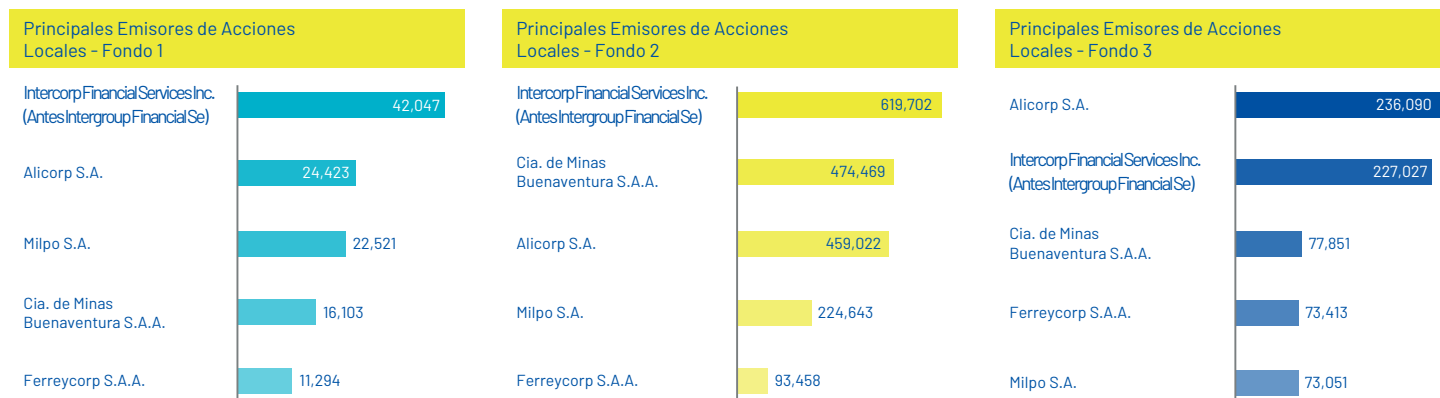 Principales Emisores de Acciones
Locales - Fondo 1
Intercorp Financial Services Inc.
(Antes Intergroup Financial Se)
42,047
Alicorp S.A.
24,423
Milpo S.A.
22,521
Cia. de Minas
Buenaventura S.A.A.
16,103
Ferreycorp S.A.A.
11,294
Principales Emisores de Acciones
Locales - Fondo 2
Intercorp Financial Services Inc.
(Antes Intergroup Financial Se)
619,702
Cia. de Minas
Buenaventura S.A.A.
474,469
Alicorp S.A.
459,022
Milpo S.A.
224,643
Ferreycorp S.A.A.
93,458
Principales Emisores de Acciones
Locales - Fondo 3
Alicorp S.A.
236,090
Intercorp Financial Services Inc.
(Antes Intergroup Financial Se)
227,027
Cia. de Minas
Buenaventura S.A.A.
77,851
Ferreycorp S.A.A.
73,413
Milpo S.A.
73,051